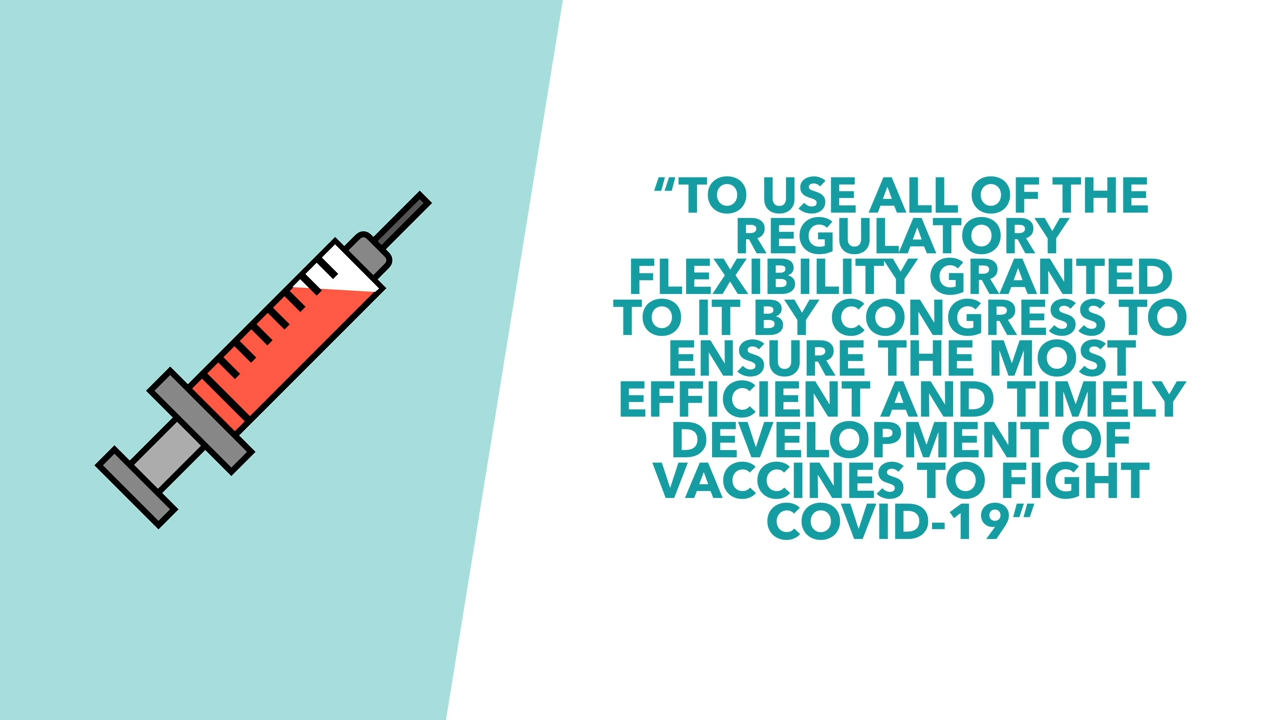 “TO USE ALL OF THE
REGULATORY
FLEXIBILITY GRANTED
TO IT BY CONGRESS TO
ENSURE THE MOST
EFFICIENT AND TIMELY
DEVELOPMENT OF
VACCINES TO FIGHT
COVID-19”